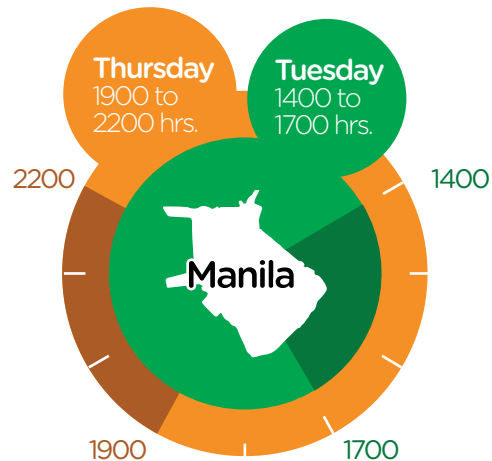 Thursday
1900 to
2200 hrs.
Tuesday
1400 to
1700 hrs.
2200
1400
Manila
1900
1700